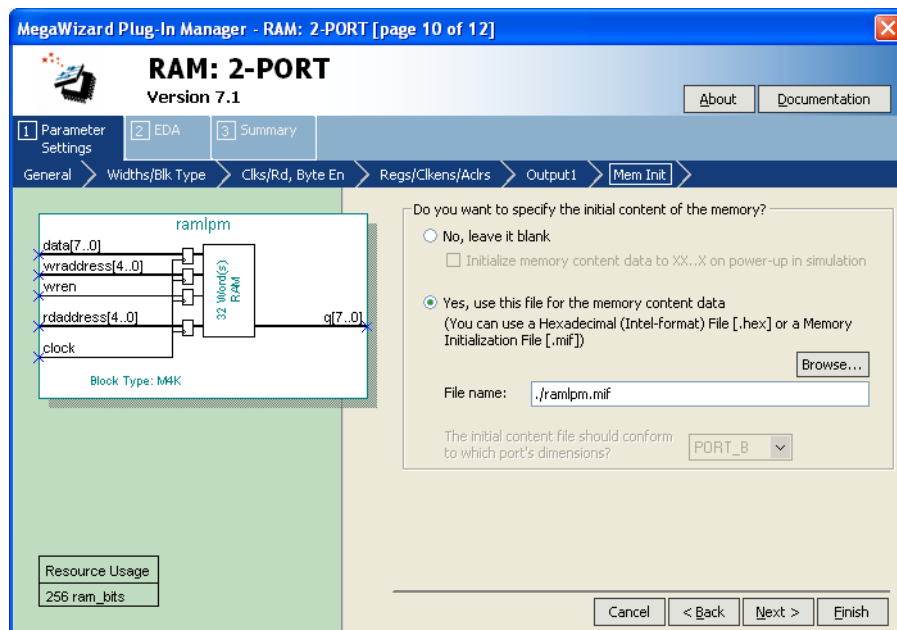 MegaWizard Plug-In Manager - RAM: 2-PORT [page 10 of 12]
RAM: 2-PORT
Version 7.1
About
Documentation
1 Parameter Settings
2 EDA
3 Summary
General
Widths/Blk Type
Clks/Rd, Byte En
Regs/Clkens/Aclrs
Output1
Mem Init
ramlpm
data[7..0]
wraddress[4..0]
wren
rdaddress[4..0]
clock
32 Word(s)
RAM
q[7..0]
Block Type: M4K
Resource Usage
256 ram_bits
Do you want to specify the initial content of the memory?
No, leave it blank
Initialize memory content data to XX..X on power-up in simulation
Yes, use this file for the memory content data
(You can use a Hexadecimal (Intel-format) File [.hex] or a Memory
Initialization File [.mif])
Browse...
File name:
./ramlpm.mif
The initial content file should conform
to which port's dimensions?
PORT_B
Cancel
< Back
Next >
Finish